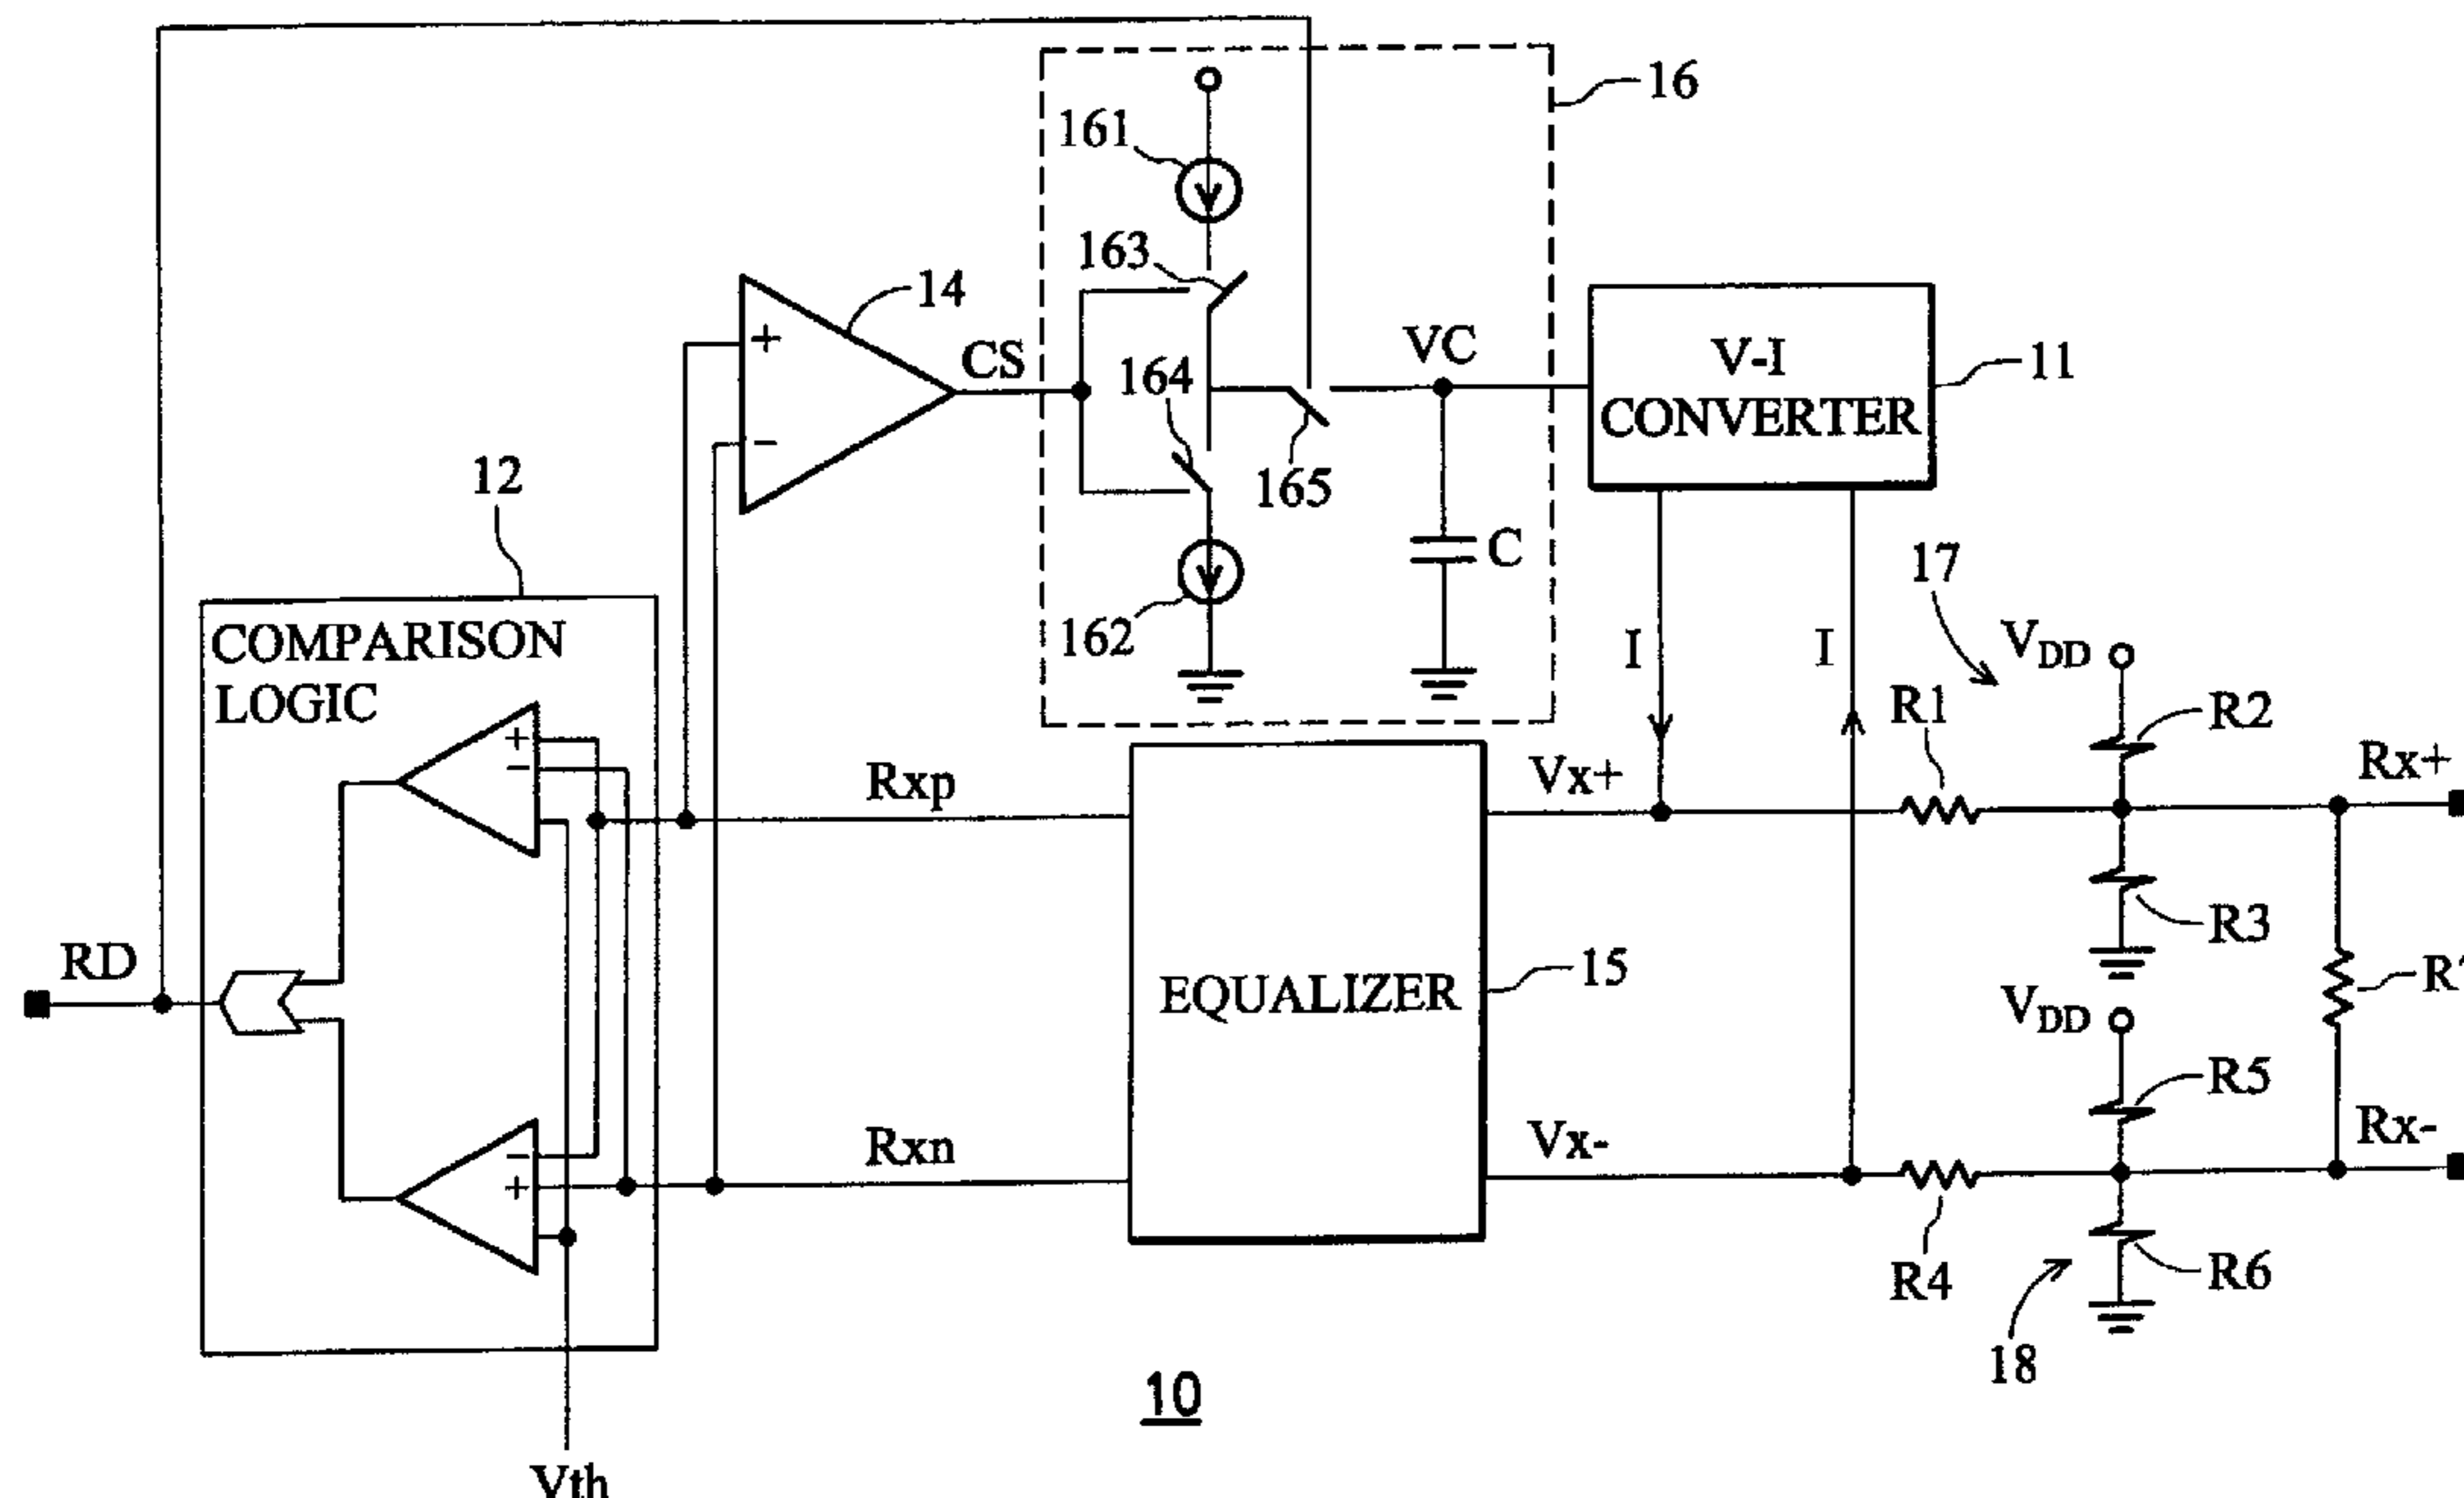 16
161
163
14
CS
164
VC
V-I
CONVERTER
11
165
12
C
162
17
COMPARISON
LOGIC
I
I
VDD
R1
R2
Rxp
Vx+
Rx+
R3
RD
EQUALIZER
15
VDD
R5
Rxn
Vx-
Rx-
R4
R6
18
10
Vth